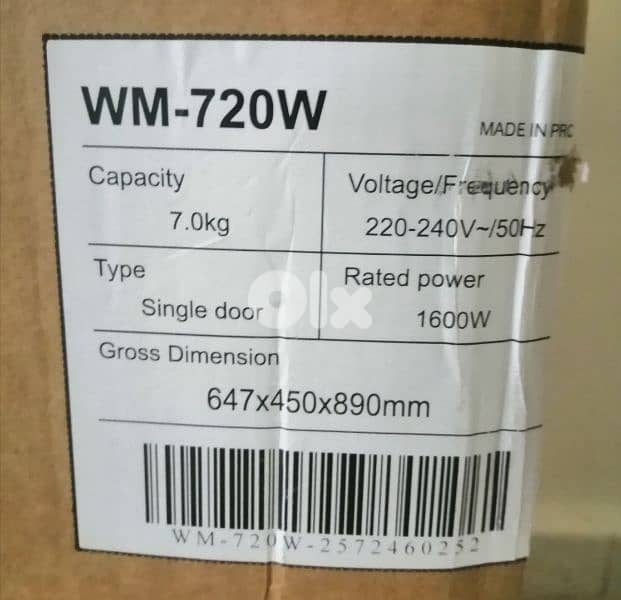 WM-720W
MADE IN PRC
Capacity
7.0kg
Voltage/Frequency
220-240V~/50Hz
Type
Single door
Rated power
1600W
olx
Gross Dimension
647x450x890mm
WM-720W-2572460252